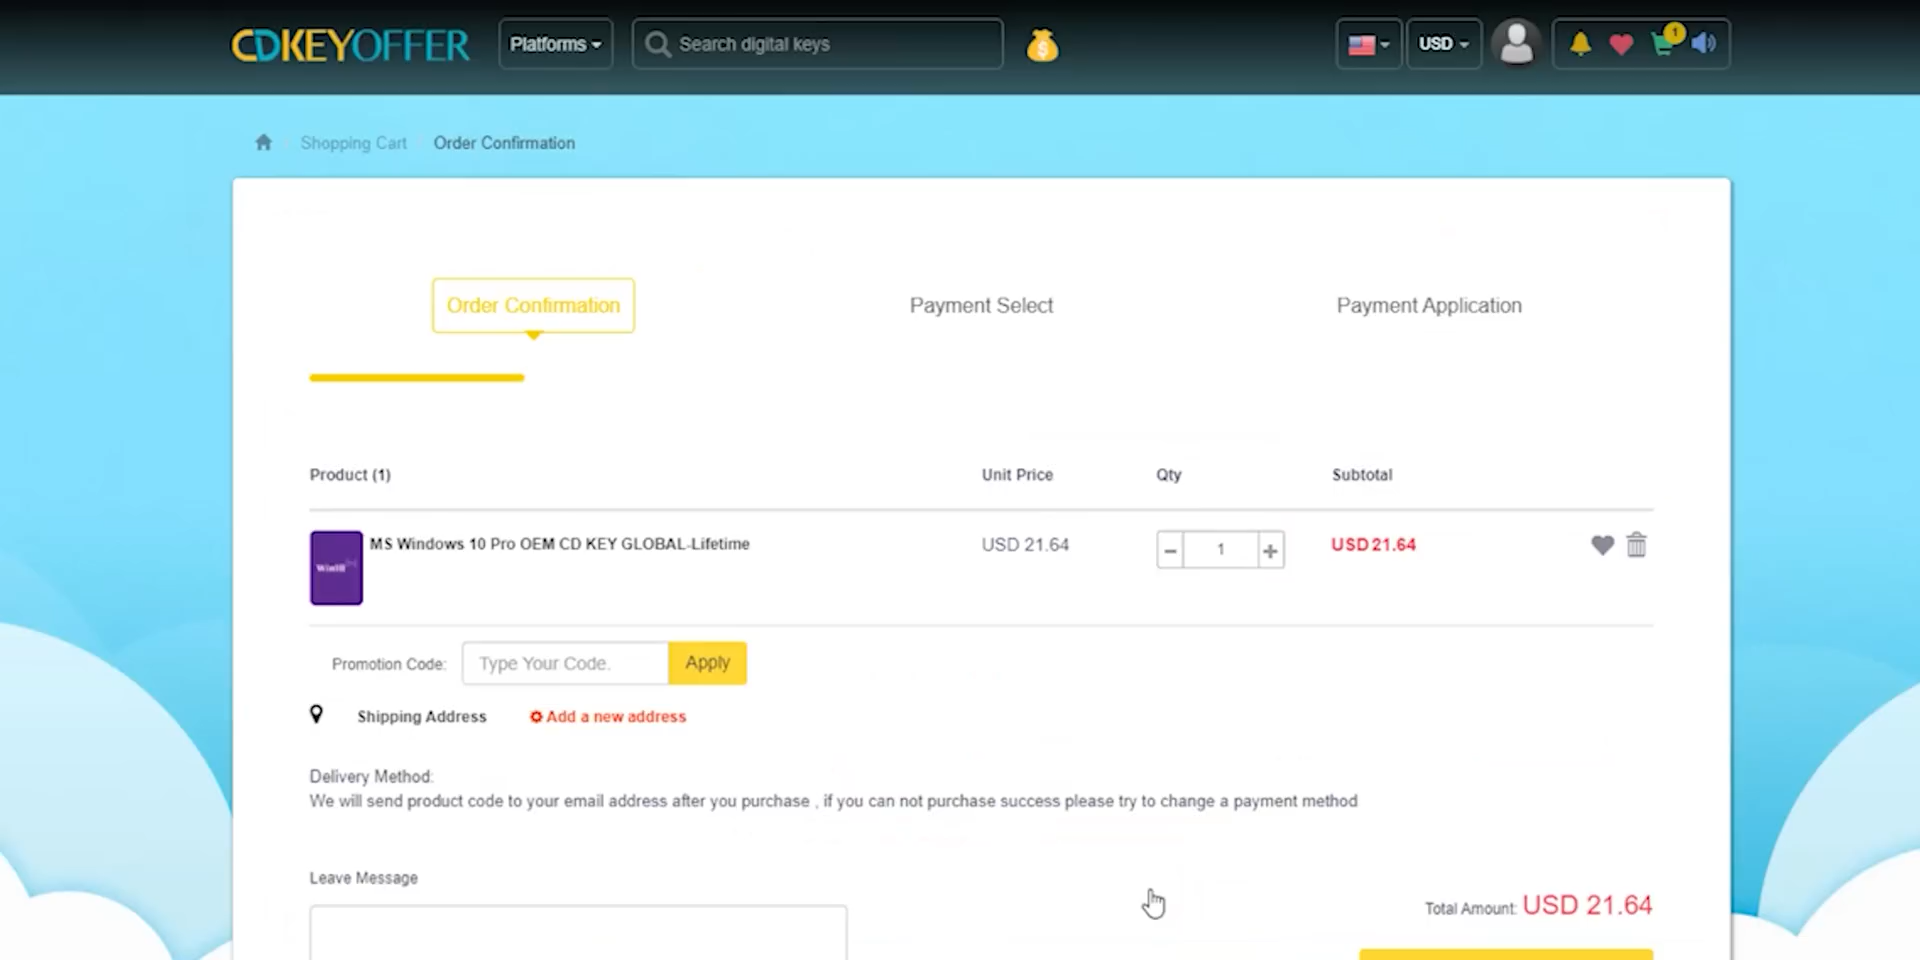 CDKEYOFFER
Platforms
Search digital keys
USD
1
Shopping Cart
Order Confirmation
Order Confirmation
Payment Select
Payment Application
Product (1)
Unit Price
Qty
Subtotal
MS Windows 10 Pro OEM CD KEY GLOBAL-Lifetime
USD 21.64
1
USD 21.64
Win10
Promotion Code:
Type Your Code.
Apply
Shipping Address
Add a new address
Delivery Method:
We will send product code to your email address after you purchase , if you can not purchase success please try to change a payment method
Leave Message
Total Amount: USD 21.64